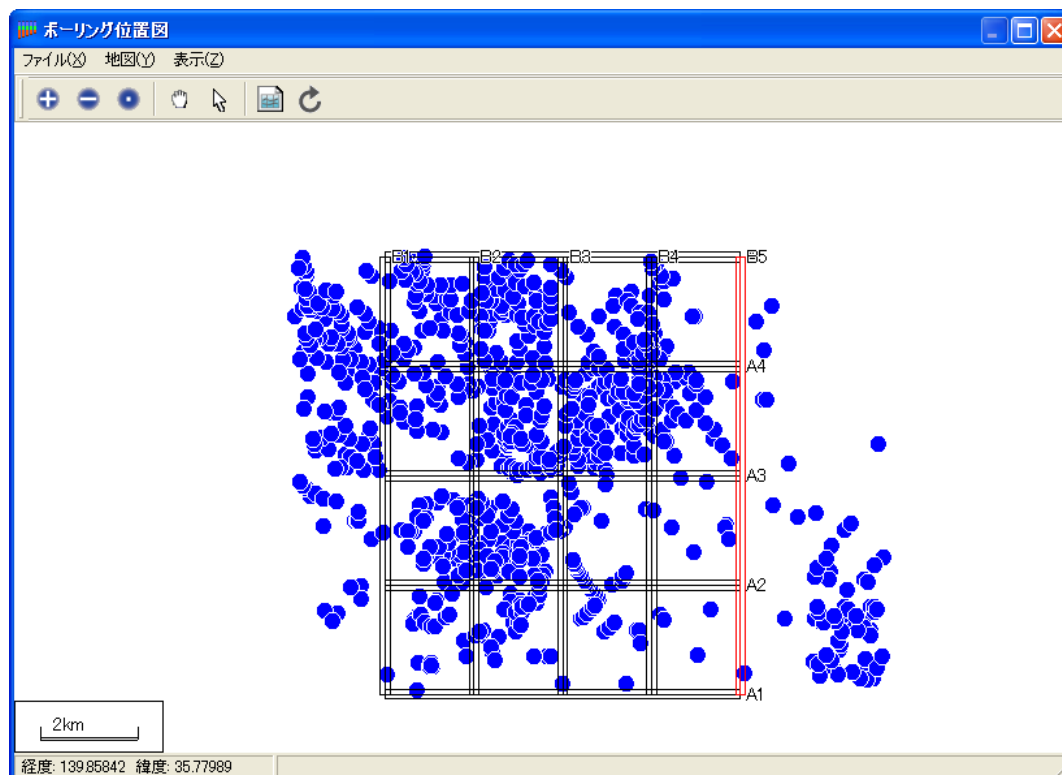 ボーリング位置図
ファイル(X) 地図(Y) 表示(Z)
B1 B2 B3 B4 B5
A4
A3
A2
A1
2km
経度: 139.85842 緯度: 35.77989